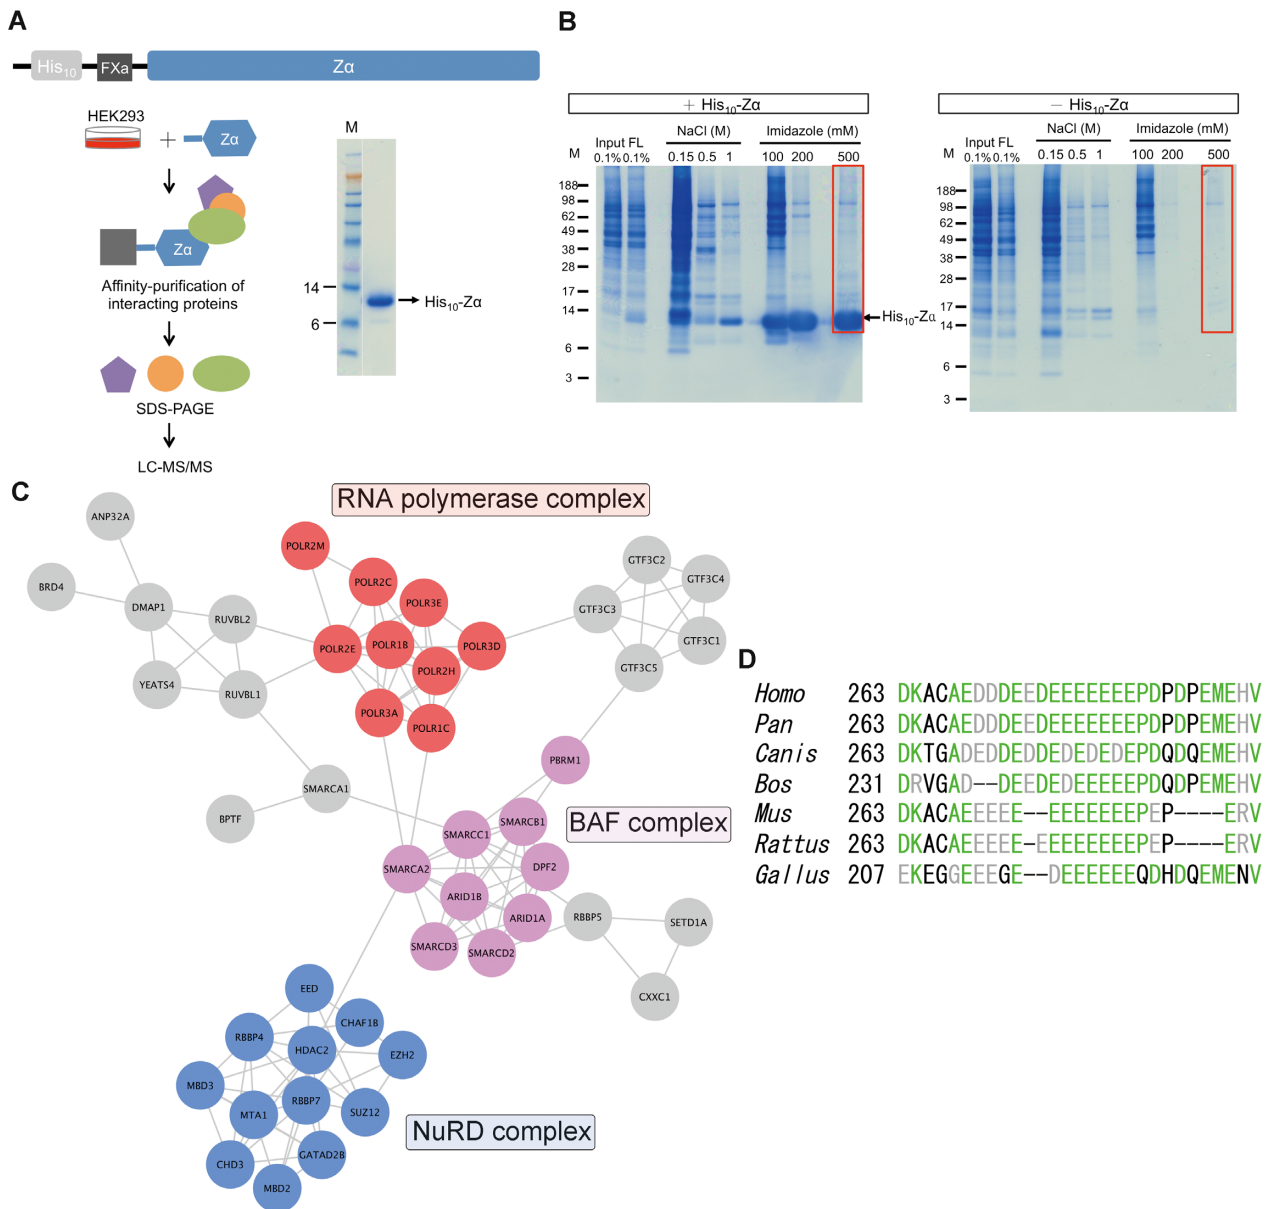 A
His10
FXa
Zα
HEK293
+
Zα
Zα
Affinity-purification of
interacting proteins
SDS-PAGE
LC-MS/MS
M
14
6
His10-Zα
B
+ His10-Zα
NaCl (M)
Imidazole (mM)
Input FL
M 0.1% 0.1% 0.15 0.5 1 100 200 500
188
98
62
49
38
28
17
14
6
3
His10-Zα
− His10-Zα
NaCl (M)
Imidazole (mM)
Input FL
M 0.1% 0.1% 0.15 0.5 1 100 200 500
188
98
62
49
38
28
17
14
6
3
C
RNA polymerase complex
ANP32A
BRD4
DMAP1
RUVBL2
YEATS4
RUVBL1
POLR2M
POLR2C
POLR3E
POLR2E
POLR1B
POLR3D
POLR2H
POLR3A
POLR1C
GTF3C2
GTF3C4
GTF3C3
GTF3C1
GTF3C5
PBRM1
SMARCA1
BPTF
BAF complex
SMARCC1
SMARCB1
SMARCA2
DPF2
ARID1B
ARID1A
SMARCD3
SMARCD2
RBBP5
SETD1A
CXXC1
EED
CHAF1B
RBBP4
HDAC2
EZH2
MBD3
RBBP7
MTA1
SUZ12
GATAD2B
CHD3
MBD2
NuRD complex
D
Homo 263 DKACAEDDDEEDEEEEEEEPDPDPEMEHV
Pan 263 DKACAEDDDEEDEEEEEEEPDPDPEMEHV
Canis 263 DKTGADEDDEDDEDEDEDEPDQDQEMEHV
Bos 231 DRVGAD--DEEDEDEEEEEPDQDPEMEHV
Mus 263 DKACAEEEEE--EEEEEEEPEP----ERV
Rattus 263 DKACAEEEEE-EEEEEEEEPEP----ERV
Gallus 207 EKEGGEEEGE--DEEEEEEQDHDQEMENV